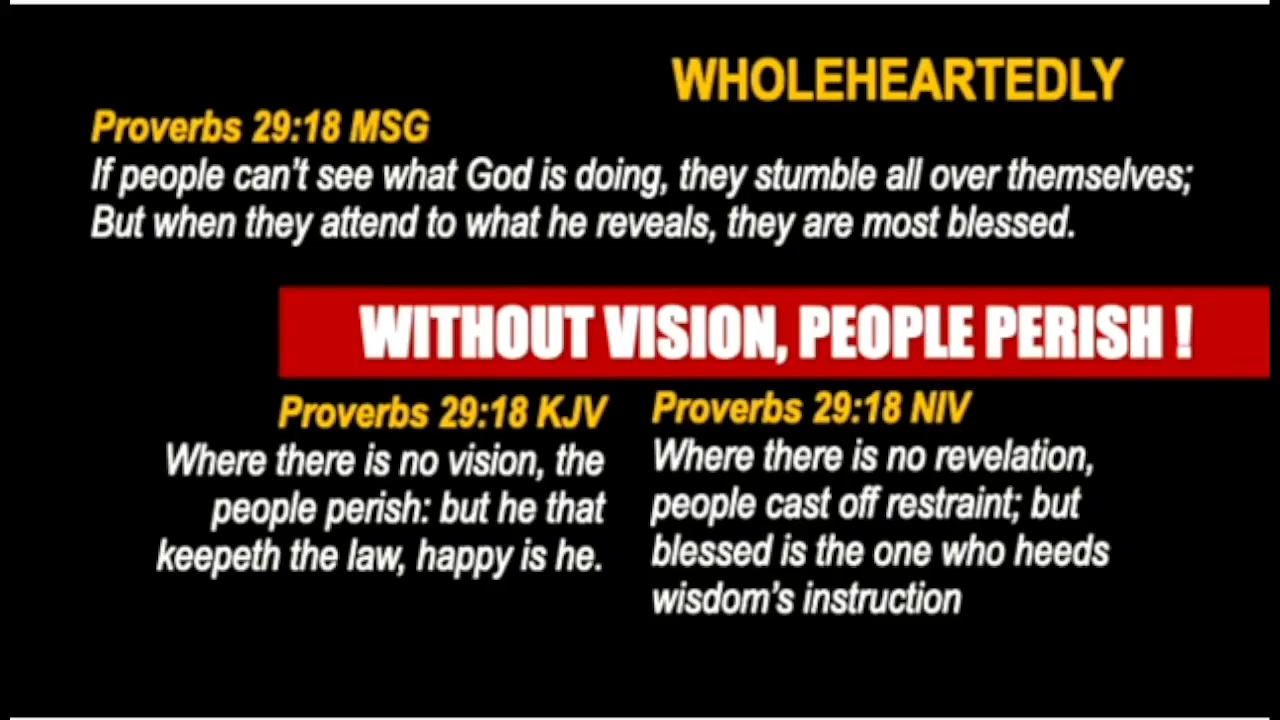 WHOLEHEARTEDLY
Proverbs 29:18 MSG
If people can't see what God is doing, they stumble all over themselves;
But when they attend to what he reveals, they are most blessed.
WITHOUT VISION, PEOPLE PERISH !
Proverbs 29:18 KJV
Where there is no vision, the
people perish: but he that
keepeth the law, happy is he.
Proverbs 29:18 NIV
Where there is no revelation,
people cast off restraint; but
blessed is the one who heeds
wisdom's instruction